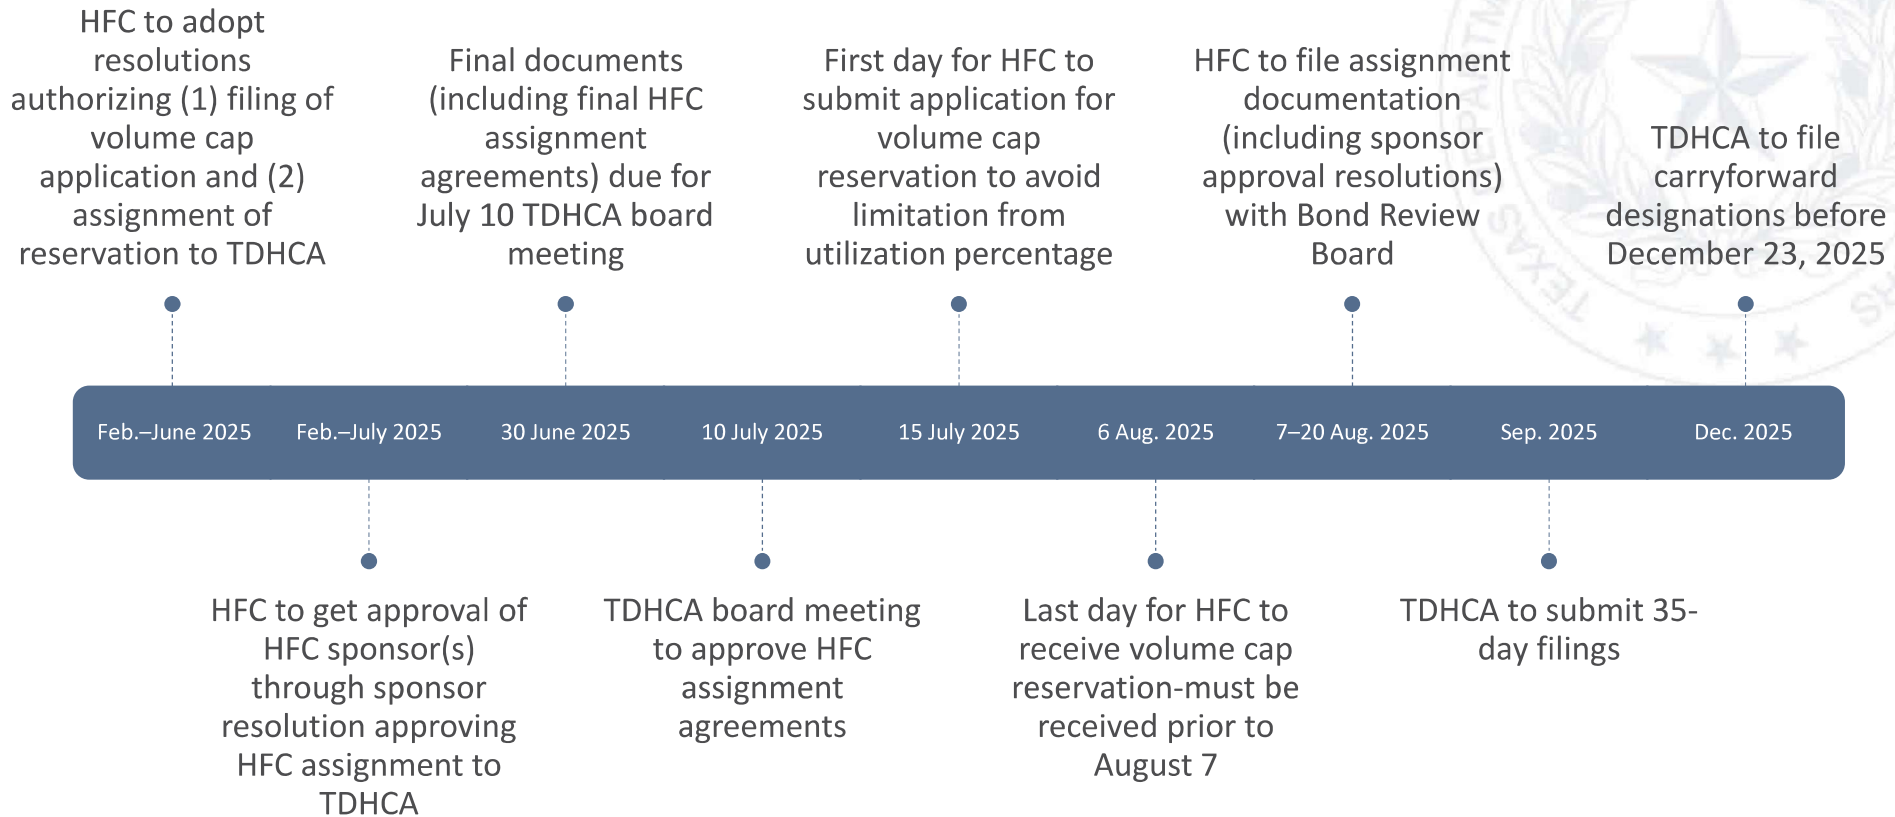 HFC to adopt
resolutions
authorizing (1) filing of
volume cap
application and (2)
assignment of
reservation to TDHCA
Final documents
(including final HFC
assignment
agreements) due for
July 10 TDHCA board
meeting
First day for HFC to
submit application for
volume cap
reservation to avoid
limitation from
utilization percentage
HFC to file assignment
documentation
(including sponsor
approval resolutions)
with Bond Review
Board
TDHCA to file
carryforward
designations before
December 23, 2025
Feb.–June 2025
Feb.–July 2025
30 June 2025
10 July 2025
15 July 2025
6 Aug. 2025
7–20 Aug. 2025
Sep. 2025
Dec. 2025
HFC to get approval of
HFC sponsor(s)
through sponsor
resolution approving
HFC assignment to
TDHCA
TDHCA board meeting
to approve HFC
assignment
agreements
Last day for HFC to
receive volume cap
reservation-must be
received prior to
August 7
TDHCA to submit 35-
day filings
TEXAS